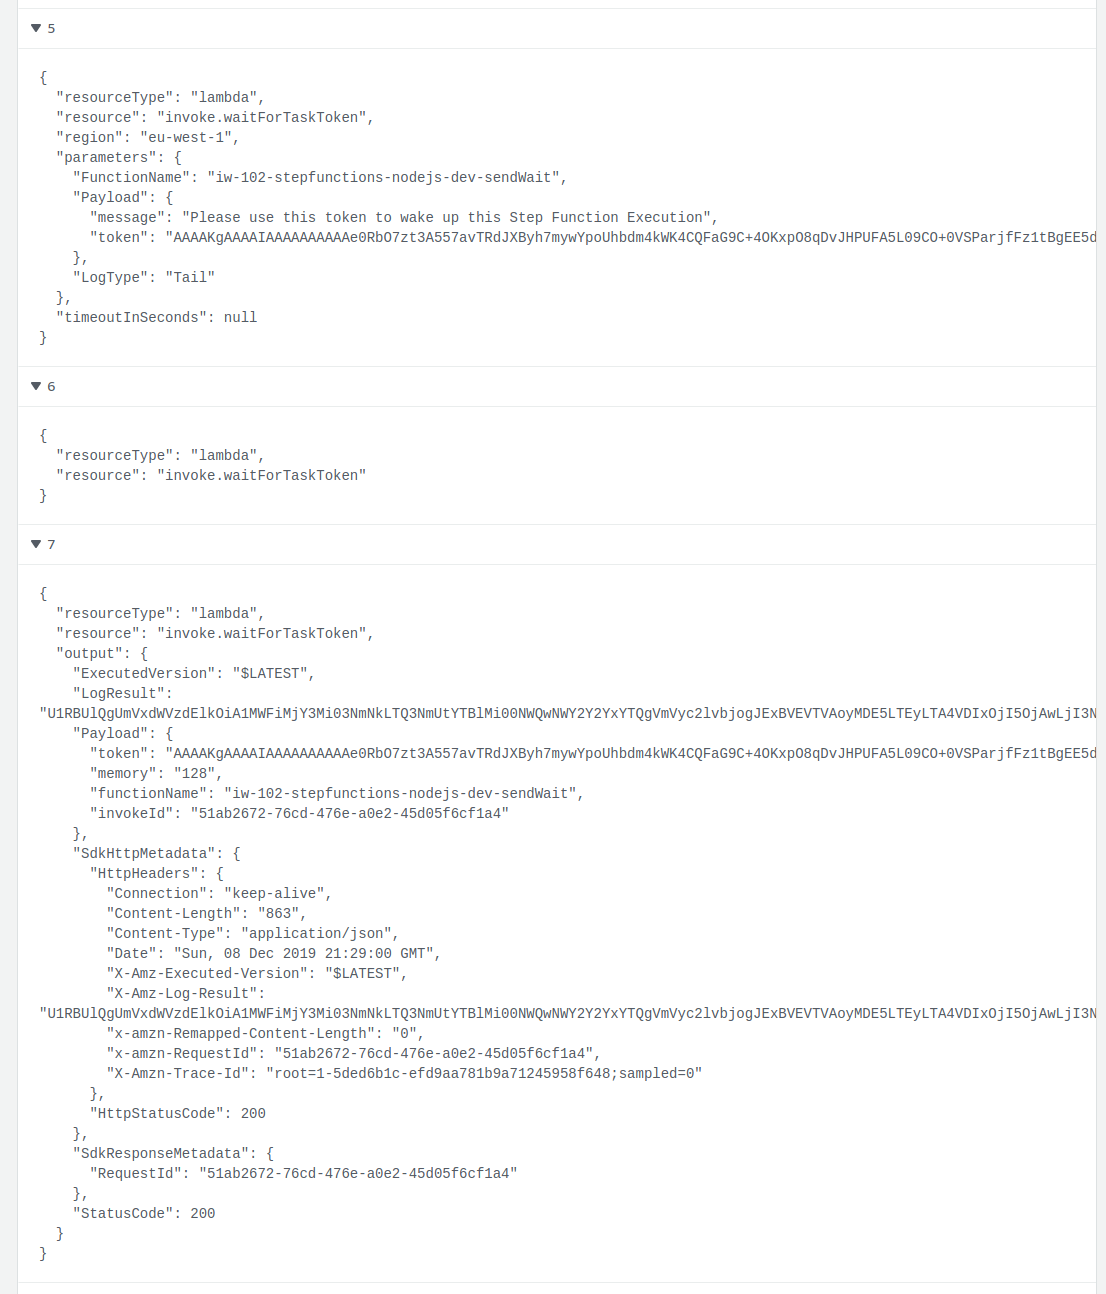 ▼ 5
{
  "resourceType": "lambda",
  "resource": "invoke.waitForTaskToken",
  "region": "eu-west-1",
  "parameters": {
    "FunctionName": "iw-102-stepfunctions-nodejs-dev-sendWait",
    "Payload": {
      "message": "Please use this token to wake up this Step Function Execution",
      "token": "AAAAKgAAAAIAAAAAAAAAAe0RbO7zt3A557avTRdJXByh7mywYpoUhbdm4kWK4CQFaG9C+4OKxpO8qDvJHPUFA5L09CO+0VSParjfFz1tBgEE5d
    },
    "LogType": "Tail"
  },
  "timeoutInSeconds": null
}
▼ 6
{
  "resourceType": "lambda",
  "resource": "invoke.waitForTaskToken"
}
▼ 7
{
  "resourceType": "lambda",
  "resource": "invoke.waitForTaskToken",
  "output": {
    "ExecutedVersion": "$LATEST",
    "LogResult":
"U1RBUlQgUmVxdWVzdElkOiA1MWFiMjY3Mi03NmNkLTQ3NmUtYTBlMi00NWQwNWY2Y2YxYTQgVmVyc2lvbjogJExBVEVTVAoyMDE5LTEyLTA4VDIxOjI5OjAwLjI3N
    "Payload": {
      "token": "AAAAKgAAAAIAAAAAAAAAAe0RbO7zt3A557avTRdJXByh7mywYpoUhbdm4kWK4CQFaG9C+4OKxpO8qDvJHPUFA5L09CO+0VSParjfFz1tBgEE5d
      "memory": "128",
      "functionName": "iw-102-stepfunctions-nodejs-dev-sendWait",
      "invokeId": "51ab2672-76cd-476e-a0e2-45d05f6cf1a4"
    },
    "SdkHttpMetadata": {
      "HttpHeaders": {
        "Connection": "keep-alive",
        "Content-Length": "863",
        "Content-Type": "application/json",
        "Date": "Sun, 08 Dec 2019 21:29:00 GMT",
        "X-Amz-Executed-Version": "$LATEST",
        "X-Amz-Log-Result":
"U1RBUlQgUmVxdWVzdElkOiA1MWFiMjY3Mi03NmNkLTQ3NmUtYTBlMi00NWQwNWY2Y2YxYTQgVmVyc2lvbjogJExBVEVTVAoyMDE5LTEyLTA4VDIxOjI5OjAwLjI3N
        "x-amzn-Remapped-Content-Length": "0",
        "x-amzn-RequestId": "51ab2672-76cd-476e-a0e2-45d05f6cf1a4",
        "X-Amzn-Trace-Id": "root=1-5ded6b1c-efd9aa781b9a71245958f648;sampled=0"
      },
      "HttpStatusCode": 200
    },
    "SdkResponseMetadata": {
      "RequestId": "51ab2672-76cd-476e-a0e2-45d05f6cf1a4"
    },
    "StatusCode": 200
  }
}